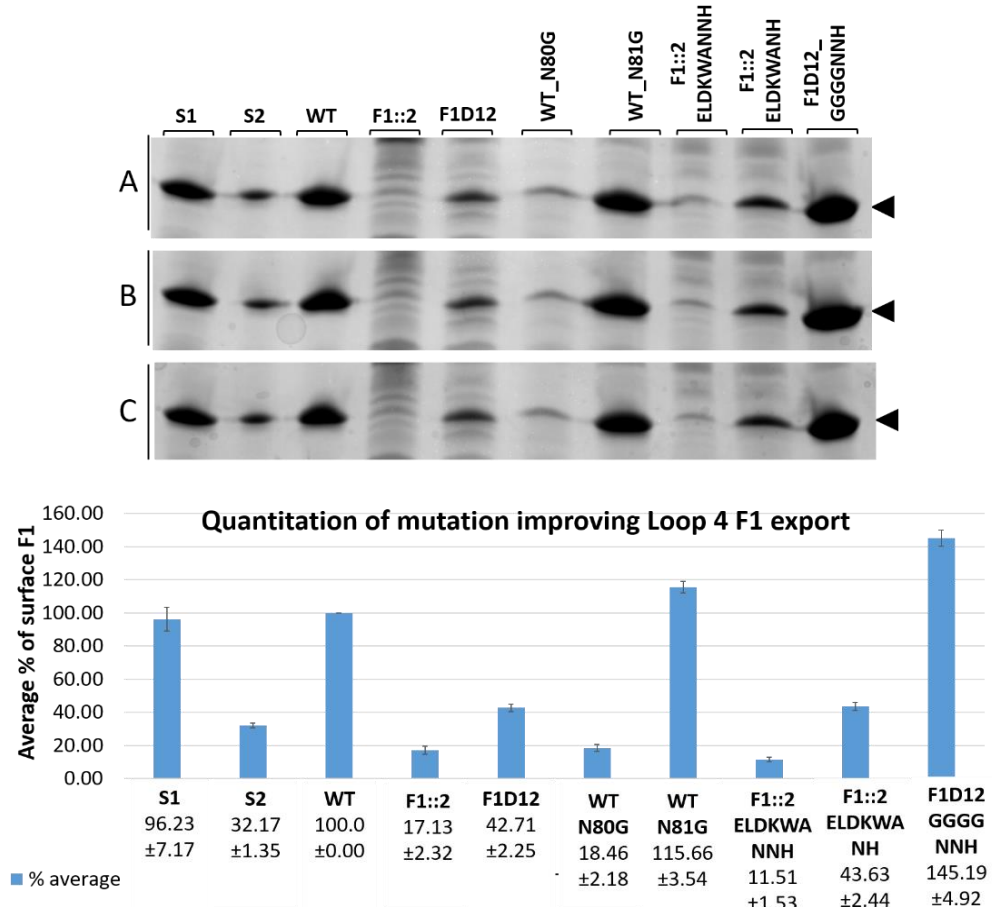 S1 S2 WT F1::2 F1D12 WT_N80G WT_N81G F1::2 ELDKWANNH F1::2 ELDKWANH F1D12_ GGGGNNH
A
B
C
Quantitation of mutation improving Loop 4 F1 export
Average % of surface F1
160.00
140.00
120.00
100.00
80.00
60.00
40.00
20.00
0.00
S1 S2 WT F1::2 F1D12 WT WT F1::2 F1::2 F1D12
96.23 32.17 100.0 17.13 42.71 N80G N81G ELDKWA ELDKWA GGGG
±7.17 ±1.35 ±0.00 ±2.32 ±2.25 18.46 115.66 NNH NH NNH
±2.18 ±3.54 11.51 43.63 145.19
±1.53 ±2.44 ±4.92
% average